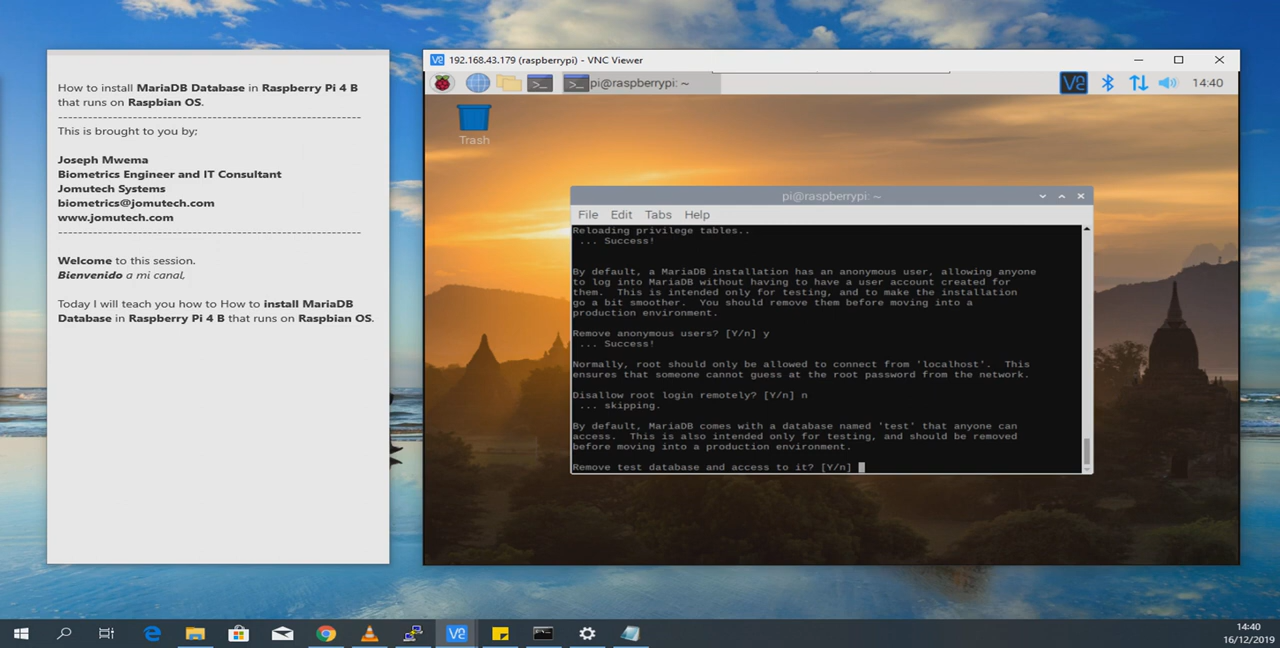 How to install MariaDB Database in Raspberry Pi 4 B
that runs on Raspbian OS.
------------------------------------------------------------------
This is brought to you by;
Joseph Mwema
Biometrics Engineer and IT Consultant
Jomutech Systems
biometrics@jomutech.com
www.jomutech.com
------------------------------------------------------------------
Welcome to this session.
Bienvenido a mi canal,
Today I will teach you how to How to install MariaDB
Database in Raspberry Pi 4 B that runs on Raspbian OS.
192.168.43.179 (raspberrypi) - VNC Viewer
pi@raspberrypi: ~
14:40
Trash
pi@raspberrypi: ~
File Edit Tabs Help
Reloading privilege tables..
... Success!
By default, a MariaDB installation has an anonymous user, allowing anyone
to log into MariaDB without having to have a user account created for
them. This is intended only for testing, and to make the installation
go a bit smoother. You should remove them before moving into a
production environment.
Remove anonymous users? [Y/n] y
... Success!
Normally, root should only be allowed to connect from 'localhost'. This
ensures that someone cannot guess at the root password from the network.
Disallow root login remotely? [Y/n] n
... skipping.
By default, MariaDB comes with a database named 'test' that anyone can
access. This is also intended only for testing, and should be removed
before moving into a production environment.
Remove test database and access to it? [Y/n]
14:40
16/12/2019